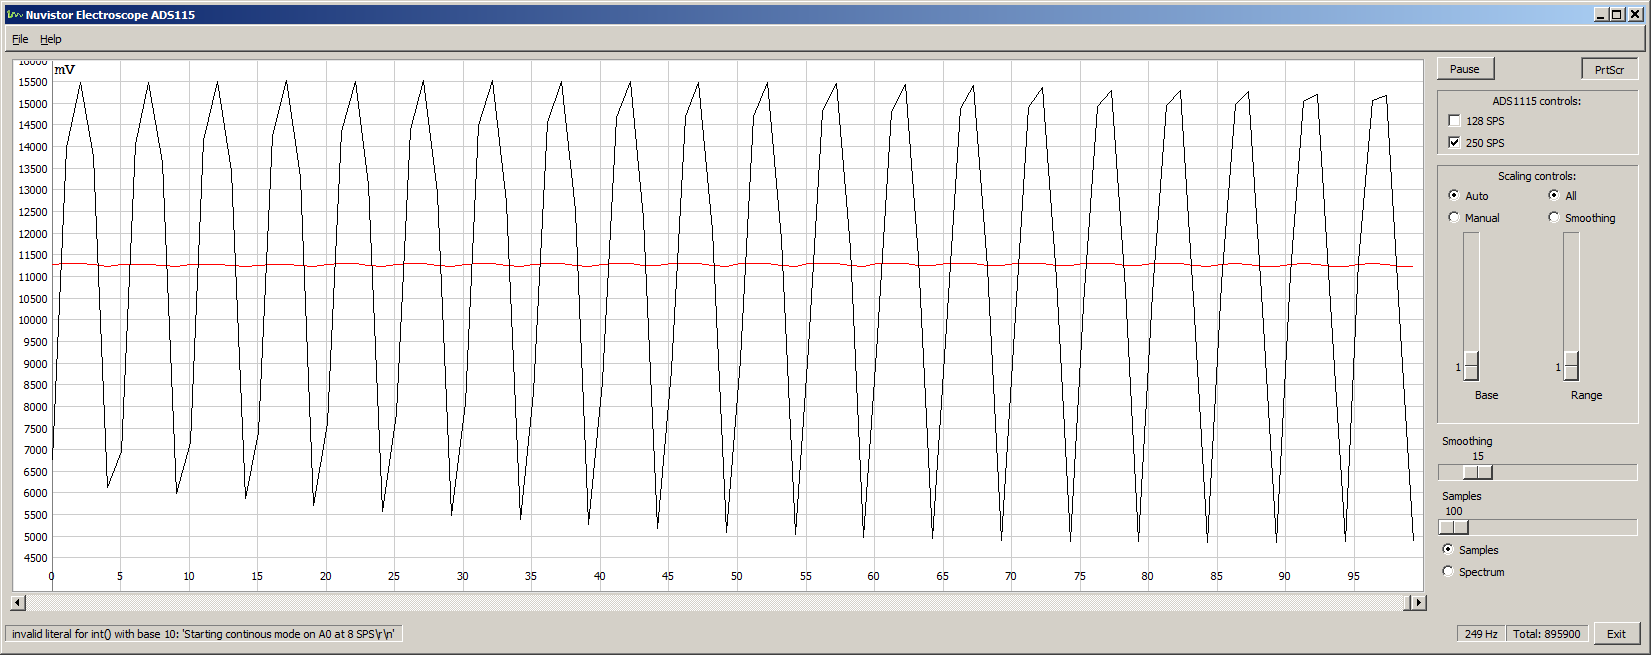 Nuvistor Electroscope ADS115
File Help
mV
16000
15500
15000
14500
14000
13500
13000
12500
12000
11500
11000
10500
10000
9500
9000
8500
8000
7500
7000
6500
6000
5500
5000
4500
0 5 10 15 20 25 30 35 40 45 50 55 60 65 70 75 80 85 90 95
Pause PrtScr
ADS1115 controls:
128 SPS
250 SPS
Scaling controls:
Auto All
Manual Smoothing
1 1
Base Range
Smoothing
15
Samples
100
Samples
Spectrum
invalid literal for int() with base 10: 'Starting continous mode on A0 at 8 SPS\r\n'
249 Hz Total: 895900 Exit